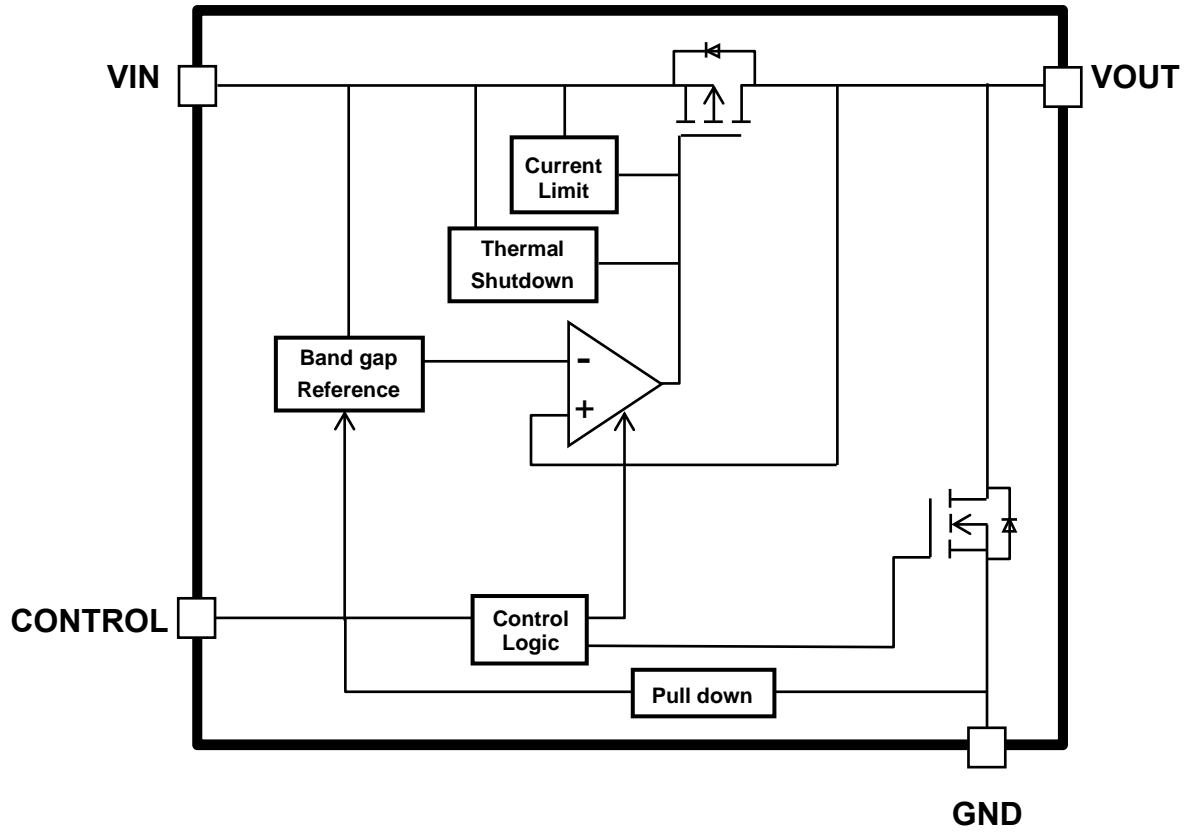 VIN
VOUT
Current
Limit
Thermal
Shutdown
Band gap
Reference
-
+
CONTROL
Control
Logic
Pull down
GND